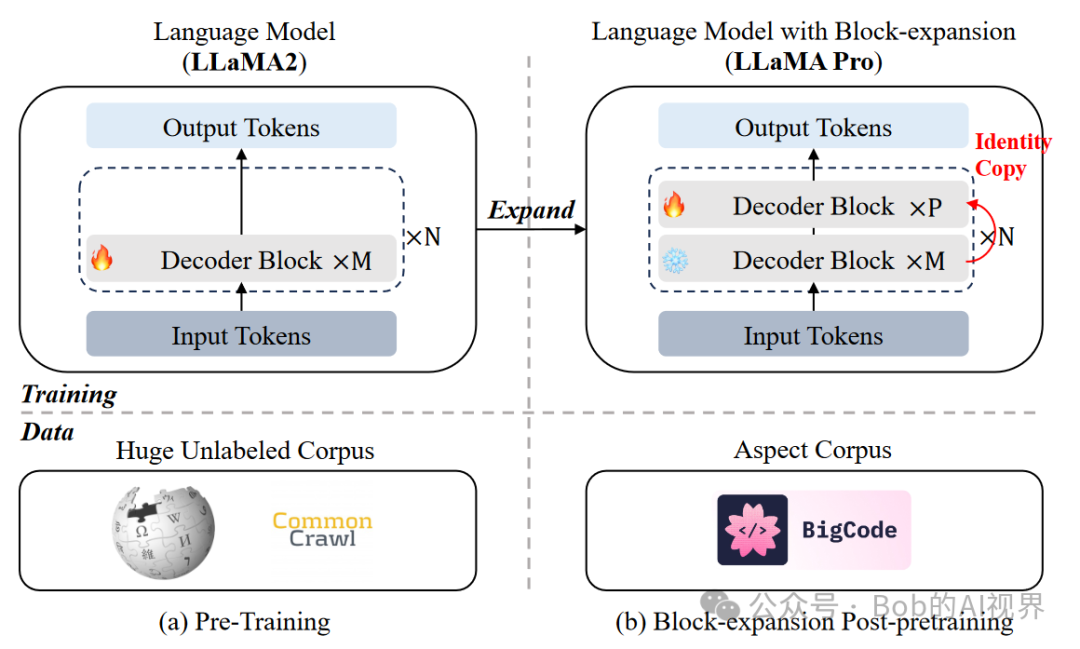 Language Model
(LLaMA2)
Output Tokens
Decoder Block ×M
×N
Input Tokens
Expand
Language Model with Block-expansion
(LLaMA Pro)
Output Tokens
Identity
Copy
Decoder Block ×P
Decoder Block ×M
×N
Input Tokens
Training
Data
Huge Unlabeled Corpus
Common
Crawl
(a) Pre-Training
Aspect Corpus
</>
BigCode
(b) Block-expansion Post-pretraining
公众号 · Bob的AI视界